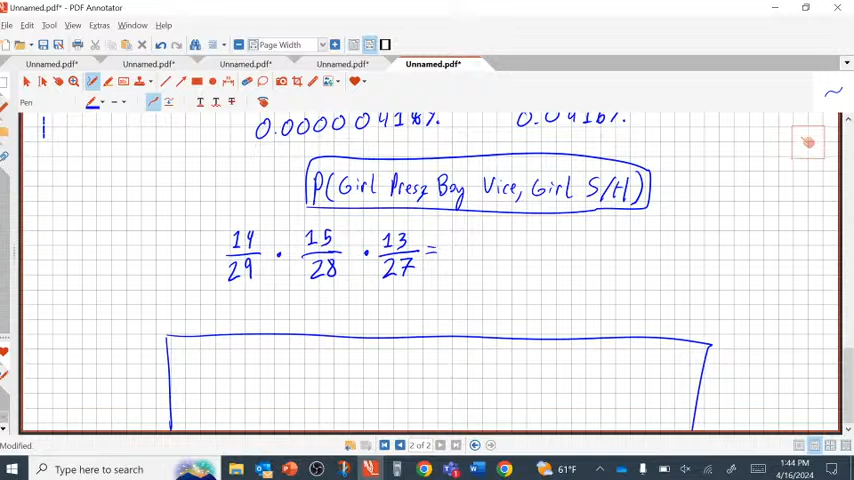 Unnamed.pdf* - PDF Annotator
File Edit Tool View Extras Window Help
Page Width
Unnamed.pdf* Unnamed.pdf* Unnamed.pdf* Unnamed.pdf* Unnamed.pdf*
Pen
0.0000041 % 0.0416%.
P(Girl Pres, Boy Vice, Girl S/H)
14/29 · 15/28 · 13/27 =
Modified. 2 of 2
Type here to search 61°F 1:44 PM
4/16/2024